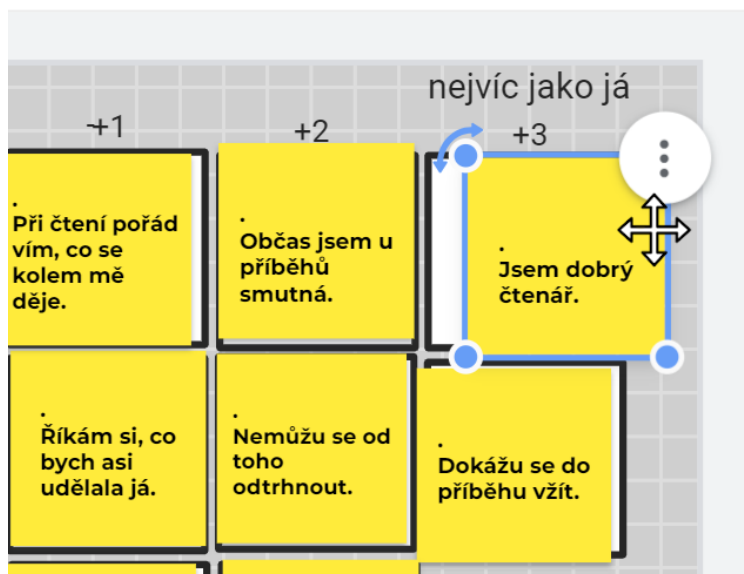 nejvíc jako já
+1
+2
+3
.
Při čtení pořád
vím, co se
kolem mě
děje.
.
Občas jsem u
příběhů
smutná.
.
Jsem dobrý
čtenář.
.
Říkám si, co
bych asi
udělala já.
.
Nemůžu se od
toho
odtrhnout.
.
Dokážu se do
příběhu vžít.